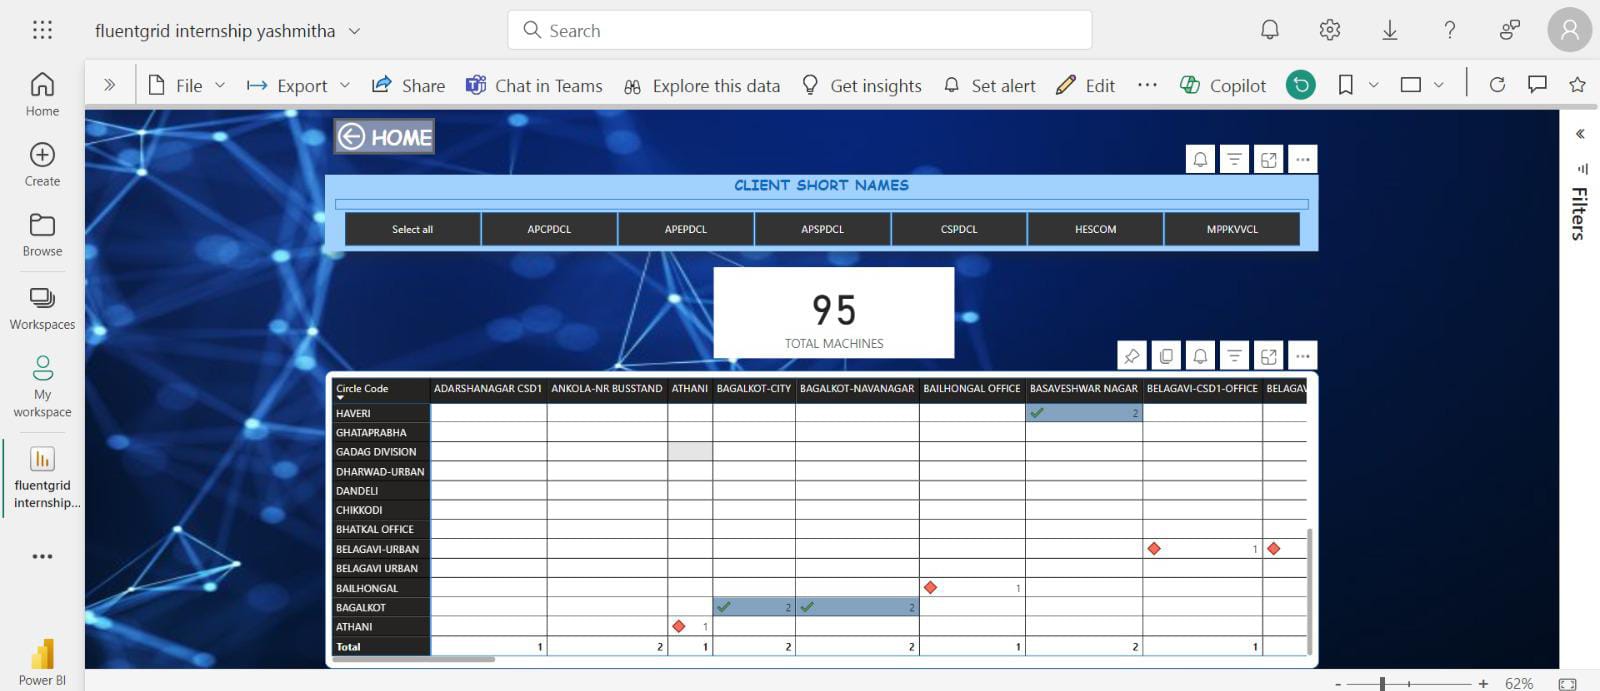 fluentgrid internship yashmitha
Search
Home
Create
Browse
Workspaces
My
workspace
fluentgrid
internship...
Power BI
File
Export
Share
Chat in Teams
Explore this data
Get insights
Set alert
Edit
Copilot
HOME
CLIENT SHORT NAMES
Select all APCPDCL APEPDCL APSPDCL CSPDCL HESCOM MPPKVVCL
95
TOTAL MACHINES
Circle Code ADARSHANAGAR CSD1 ANKOLA-NR BUSSTAND ATHANI BAGALKOT-CITY BAGALKOT-NAVANAGAR BAILHONGAL OFFICE BASAVESHWAR NAGAR BELAGAVI-CSD1-OFFICE BELAGAV
HAVERI 2
GHATAPRABHA
GADAG DIVISION
DHARWAD-URBAN
DANDELI
CHIKKODI
BHATKAL OFFICE
BELAGAVI-URBAN 1
BELAGAVI URBAN
BAILHONGAL 1
BAGALKOT 2 2
ATHANI 1
Total 1 2 1 2 2 1 2 1
Filters
- + 62%